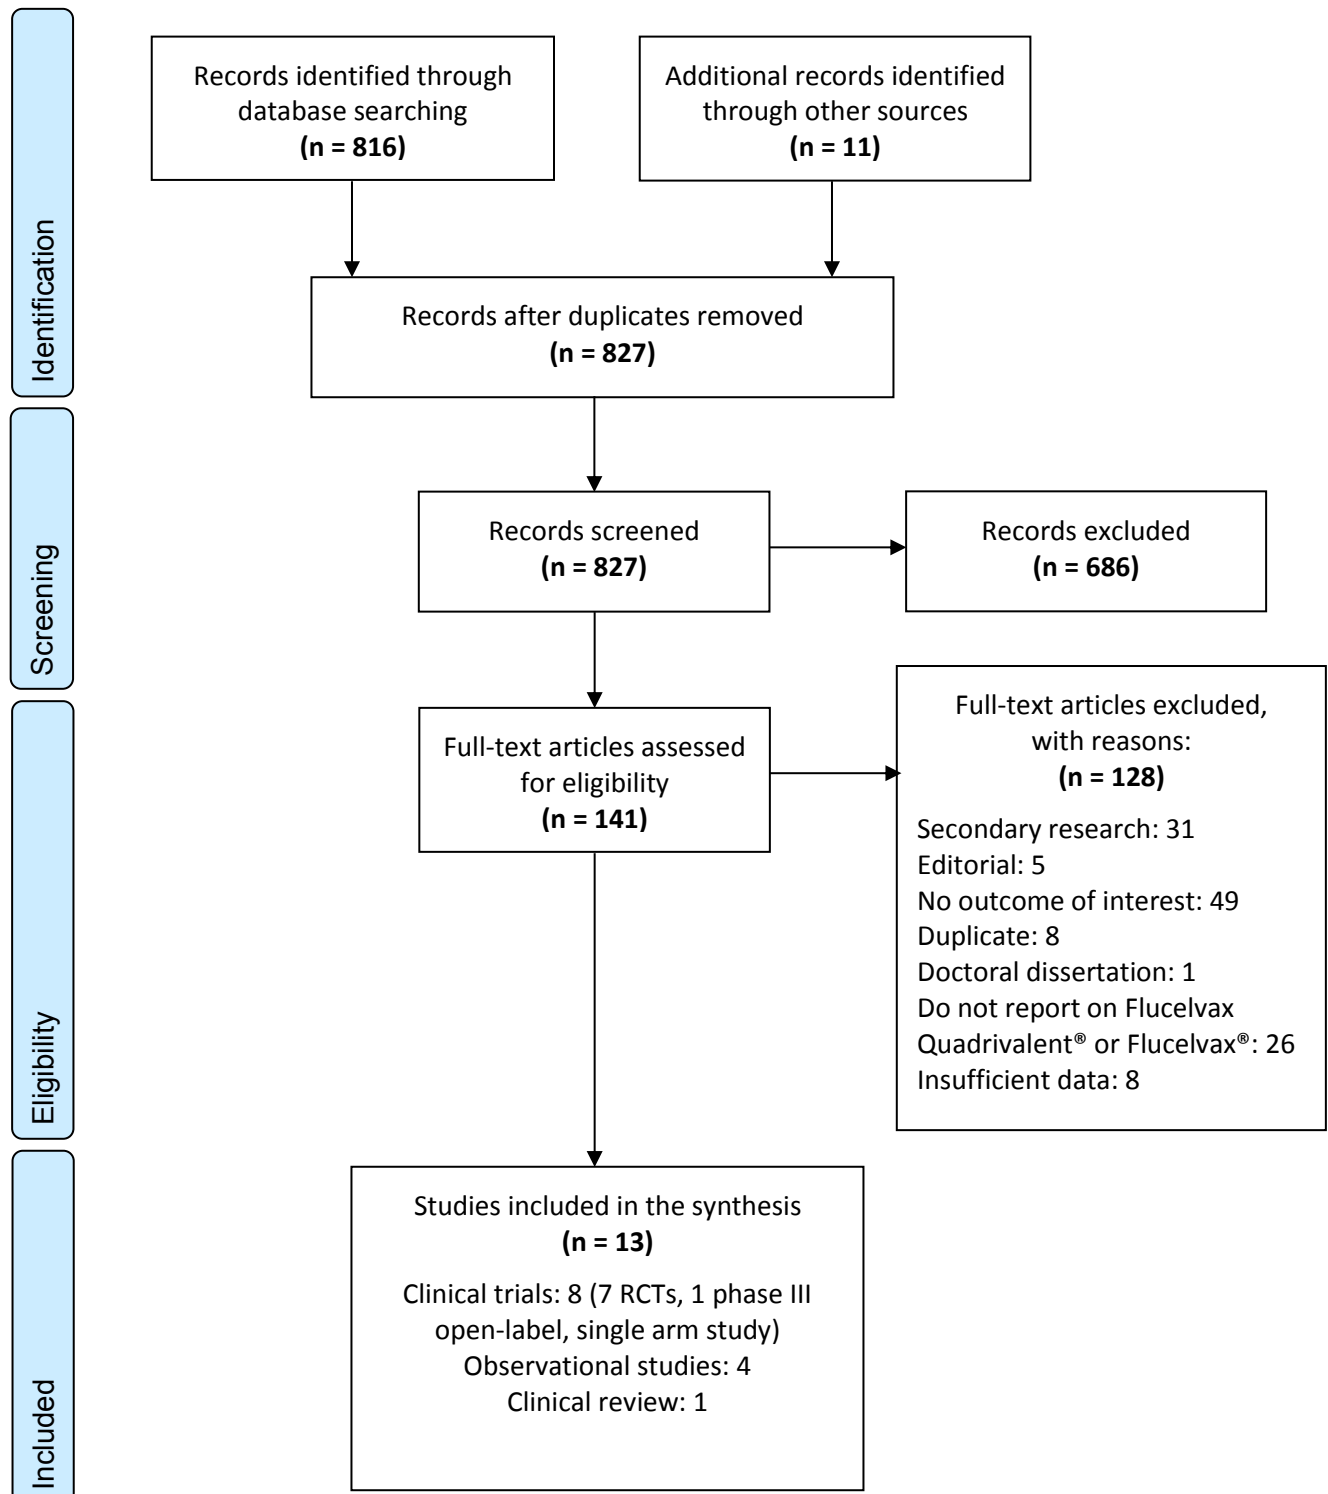 Identification
Records identified through
database searching
(n = 816)
Additional records identified
through other sources
(n = 11)
Records after duplicates removed
(n = 827)
Screening
Records screened
(n = 827)
Records excluded
(n = 686)
Eligibility
Full-text articles assessed
for eligibility
(n = 141)
Full-text articles excluded,
with reasons:
(n = 128)
Secondary research: 31
Editorial: 5
No outcome of interest: 49
Duplicate: 8
Doctoral dissertation: 1
Do not report on Flucelvax
Quadrivalent® or Flucelvax®: 26
Insufficient data: 8
Included
Studies included in the synthesis
(n = 13)
Clinical trials: 8 (7 RCTs, 1 phase III
open-label, single arm study)
Observational studies: 4
Clinical review: 1